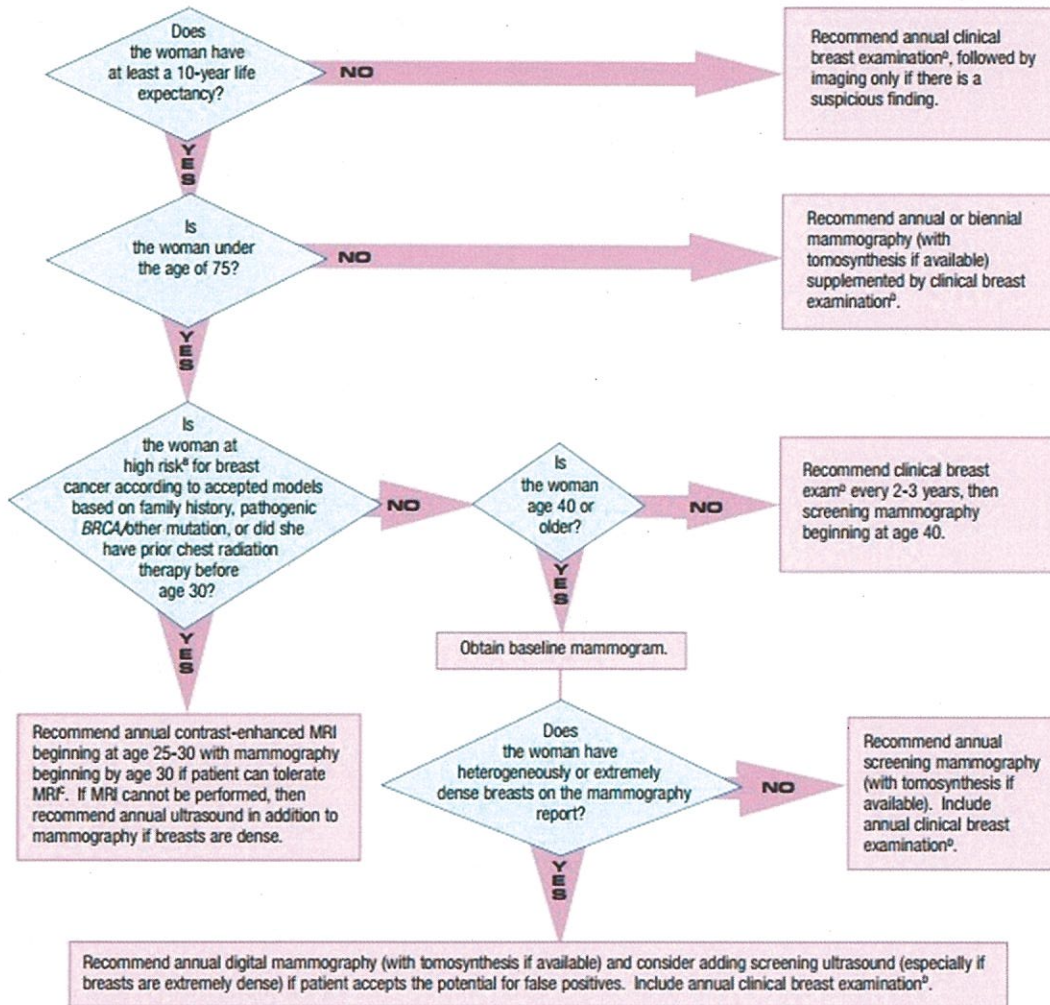 Does
the woman have
at least a 10-year life
expectancy?
NO
Recommend annual clinical
breast examinationᴰ, followed by
imaging only if there is a
suspicious finding.
YES
Is
the woman under
the age of 75?
NO
Recommend annual or biennial
mammography (with
tomosynthesis if available)
supplemented by clinical breast
examinationᴰ.
YES
Is
the woman at
high riskᴮ for breast
cancer according to accepted models
based on family history, pathogenic
BRCA/other mutation, or did she
have prior chest radiation
therapy before
age 30?
NO
Is
the woman
age 40 or
older?
NO
Recommend clinical breast
examᴰ every 2-3 years, then
screening mammography
beginning at age 40.
YES
YES
Obtain baseline mammogram.
Recommend annual contrast-enhanced MRI
beginning at age 25-30 with mammography
beginning by age 30 if patient can tolerate
MRIᶜ. If MRI cannot be performed, then
recommend annual ultrasound in addition to
mammography if breasts are dense.
Does
the woman have
heterogeneously or extremely
dense breasts on the mammography
report?
NO
Recommend annual
screening mammography
(with tomosynthesis if
available). Include
annual clinical breast
examinationᴰ.
YES
Recommend annual digital mammography (with tomosynthesis if available) and consider adding screening ultrasound (especially if
breasts are extremely dense) if patient accepts the potential for false positives. Include annual clinical breast examinationᴰ.